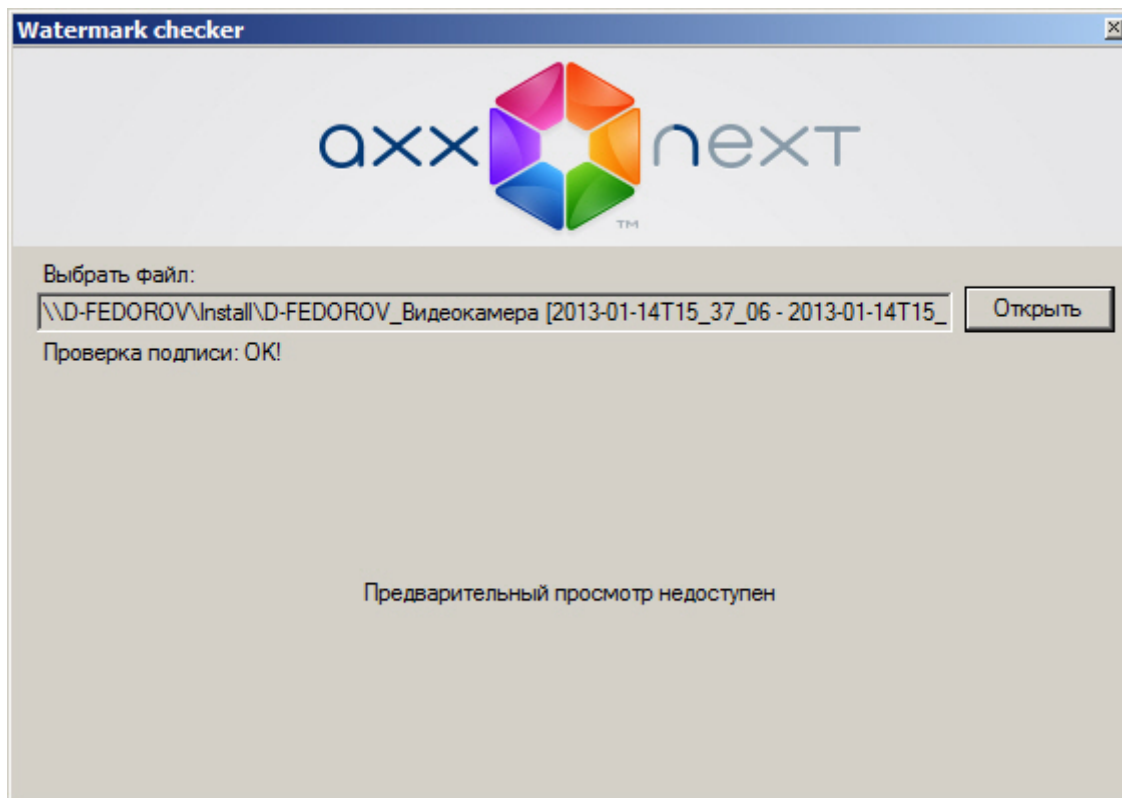 Watermark checker
axx next
TM
Выбрать файл:
\\D-FEDOROV\Install\D-FEDOROV_Видеокамера [2013-01-14T15_37_06 - 2013-01-14T15_
Открыть
Проверка подписи: OK!
Предварительный просмотр недоступен